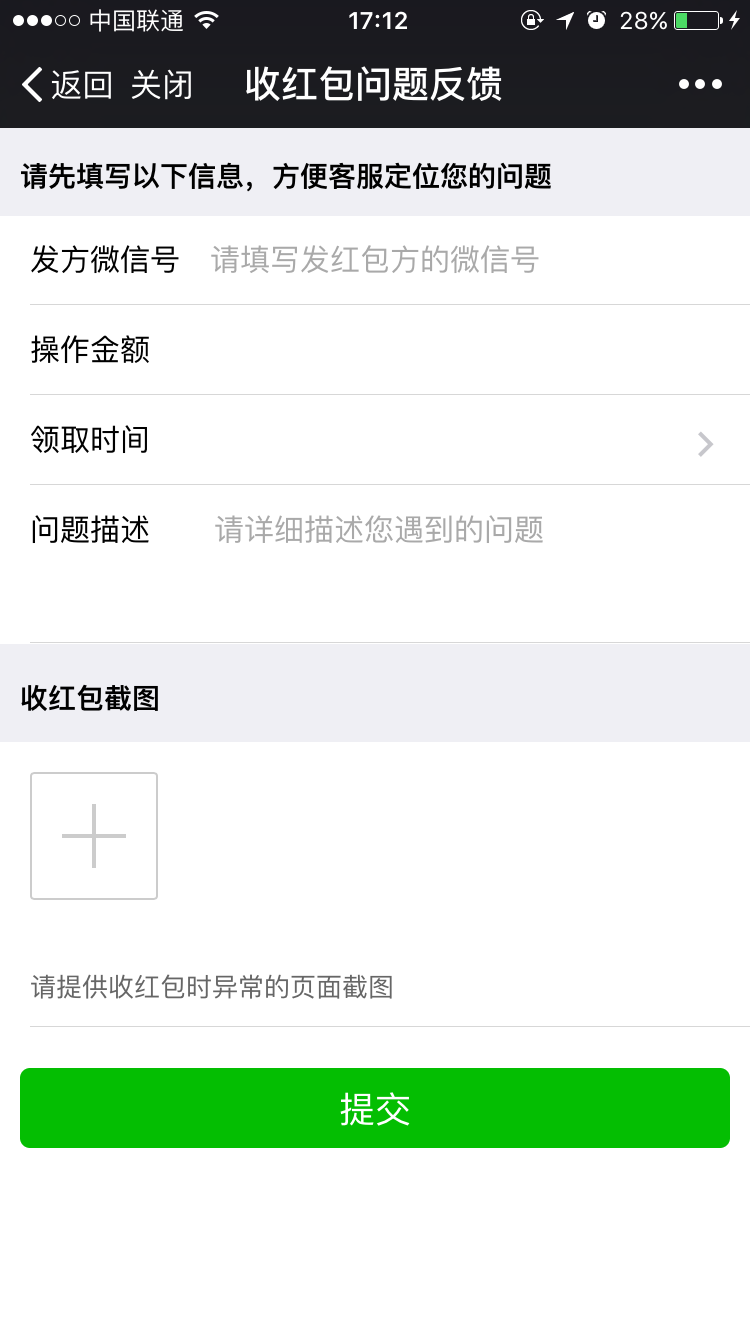 中国联通 17:12 28%
返回 关闭 收红包问题反馈
请先填写以下信息，方便客服定位您的问题
发方微信号 请填写发红包方的微信号
操作金额
领取时间
问题描述 请详细描述您遇到的问题
收红包截图
请提供收红包时异常的页面截图
提交